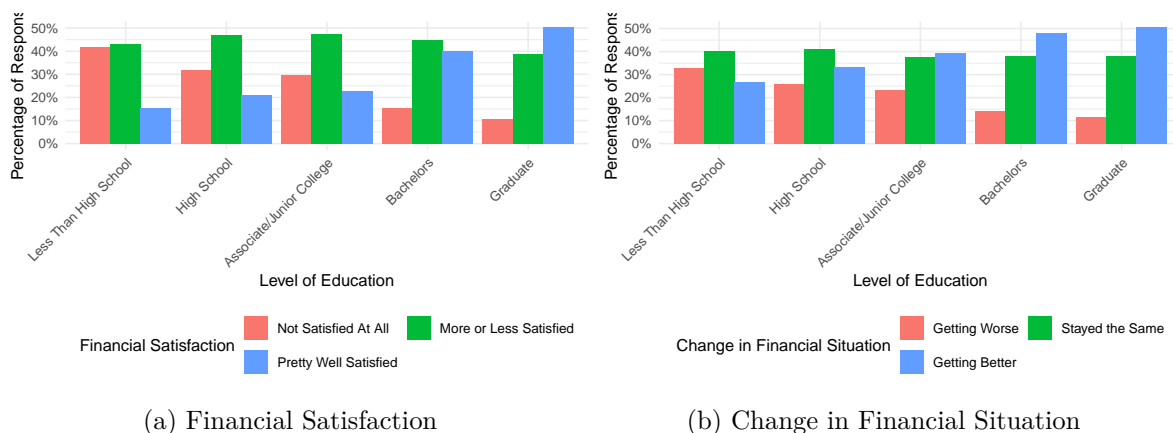 Percentage of Respons
50%
40%
30%
20%
10%
0%
Less Than High School
High School
Associate/Junior College
Bachelors
Graduate
Level of Education
Financial Satisfaction
Not Satisfied At All
More or Less Satisfied
Pretty Well Satisfied
(a) Financial Satisfaction
Percentage of Respons
50%
40%
30%
20%
10%
0%
Less Than High School
High School
Associate/Junior College
Bachelors
Graduate
Level of Education
Change in Financial Situation
Getting Worse
Stayed the Same
Getting Better
(b) Change in Financial Situation